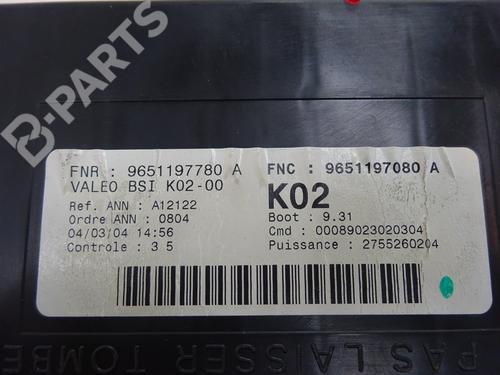 B-PARTS
FNR : 9651197780 A
FNC : 9651197080 A
VALEO BSI K02-00
K02
Ref. ANN : A12122
Boot : 9.31
Ordre ANN : 0804
Cmd : 00089023020304
04/03/04 14:56
Puissance : 2755260204
Controle : 3 5
PAS LAISSER TOMBE